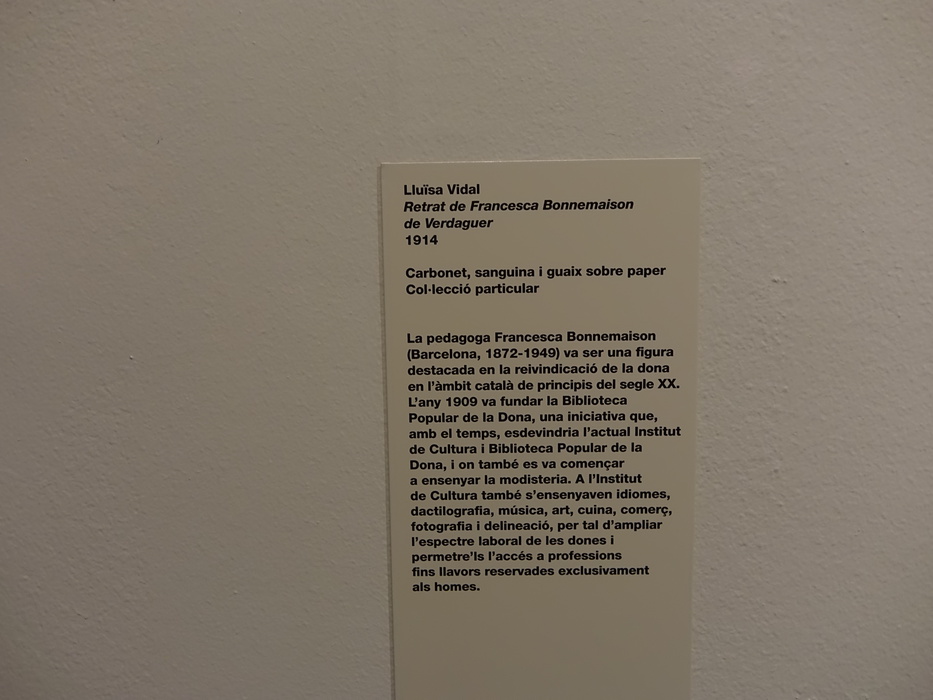 Lluïsa Vidal
Retrat de Francesca Bonnemaison
de Verdaguer
1914
Carbonet, sanguina i guaix sobre paper
Col·lecció particular
La pedagoga Francesca Bonnemaison
(Barcelona, 1872-1949) va ser una figura
destacada en la reivindicació de la dona
en l'àmbit català de principis del segle XX.
L'any 1909 va fundar la Biblioteca
Popular de la Dona, una iniciativa que,
amb el temps, esdevindria l'actual Institut
de Cultura i Biblioteca Popular de la
Dona, i on també es va començar
a ensenyar la modisteria. A l'Institut
de Cultura també s'ensenyaven idiomes,
dactilografia, música, art, cuina, comerç,
fotografia i delineació, per tal d'ampliar
l'espectre laboral de les dones i
permetre'ls l'accés a professions
fins llavors reservades exclusivament
als homes.